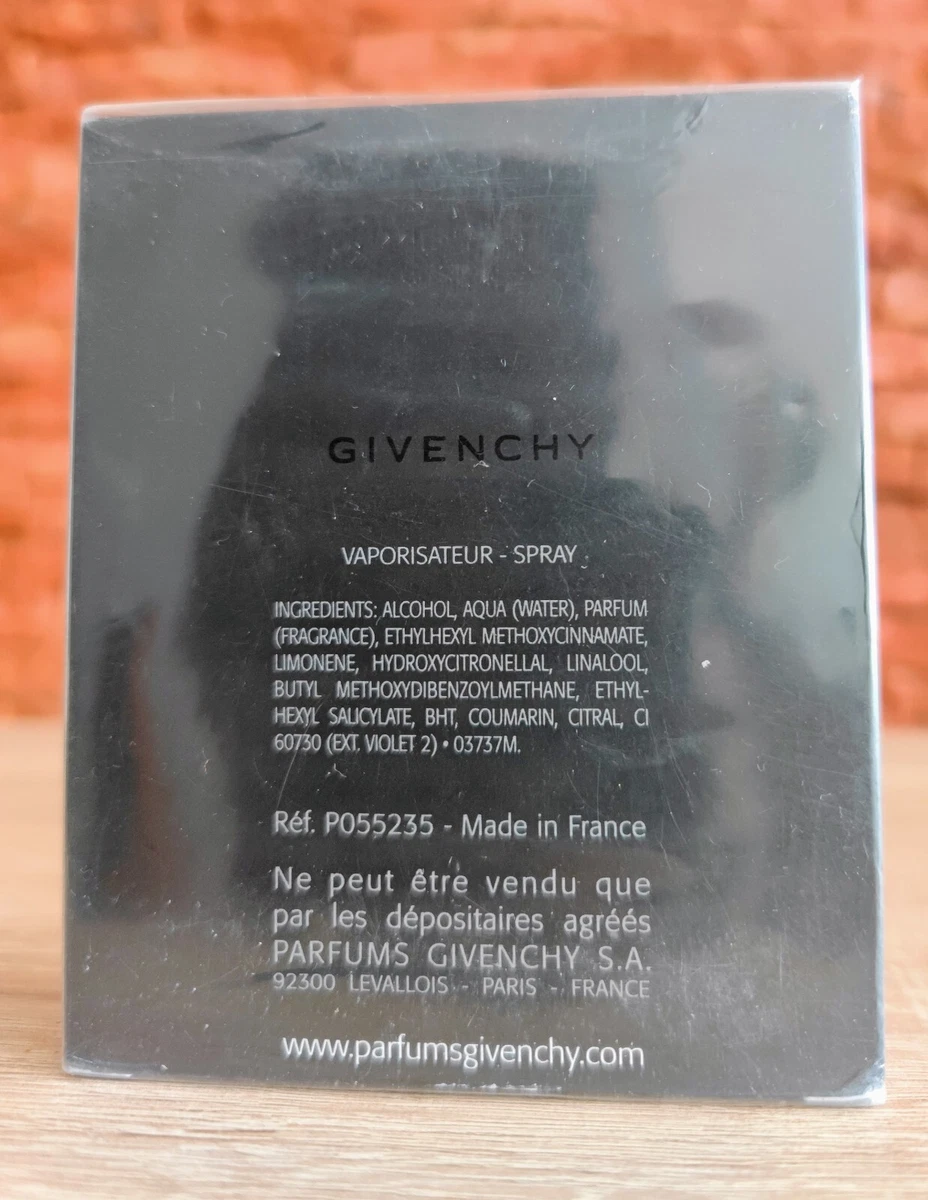 GIVENCHY
VAPORISATEUR - SPRAY
INGREDIENTS: ALCOHOL, AQUA (WATER), PARFUM
(FRAGRANCE), ETHYLHEXYL METHOXYCINNAMATE,
LIMONENE, HYDROXYCITRONELLAL, LINALOOL,
BUTYL METHOXYDIBENZOYLMETHANE, ETHYL-
HEXYL SALICYLATE, BHT, COUMARIN, CITRAL, CI
60730 (EXT. VIOLET 2) • 03737M.
Réf. P055235 - Made in France
Ne peut être vendu que
par les dépositaires agréés
PARFUMS GIVENCHY S.A.
92300 LEVALLOIS - PARIS - FRANCE
www.parfumsgivenchy.com